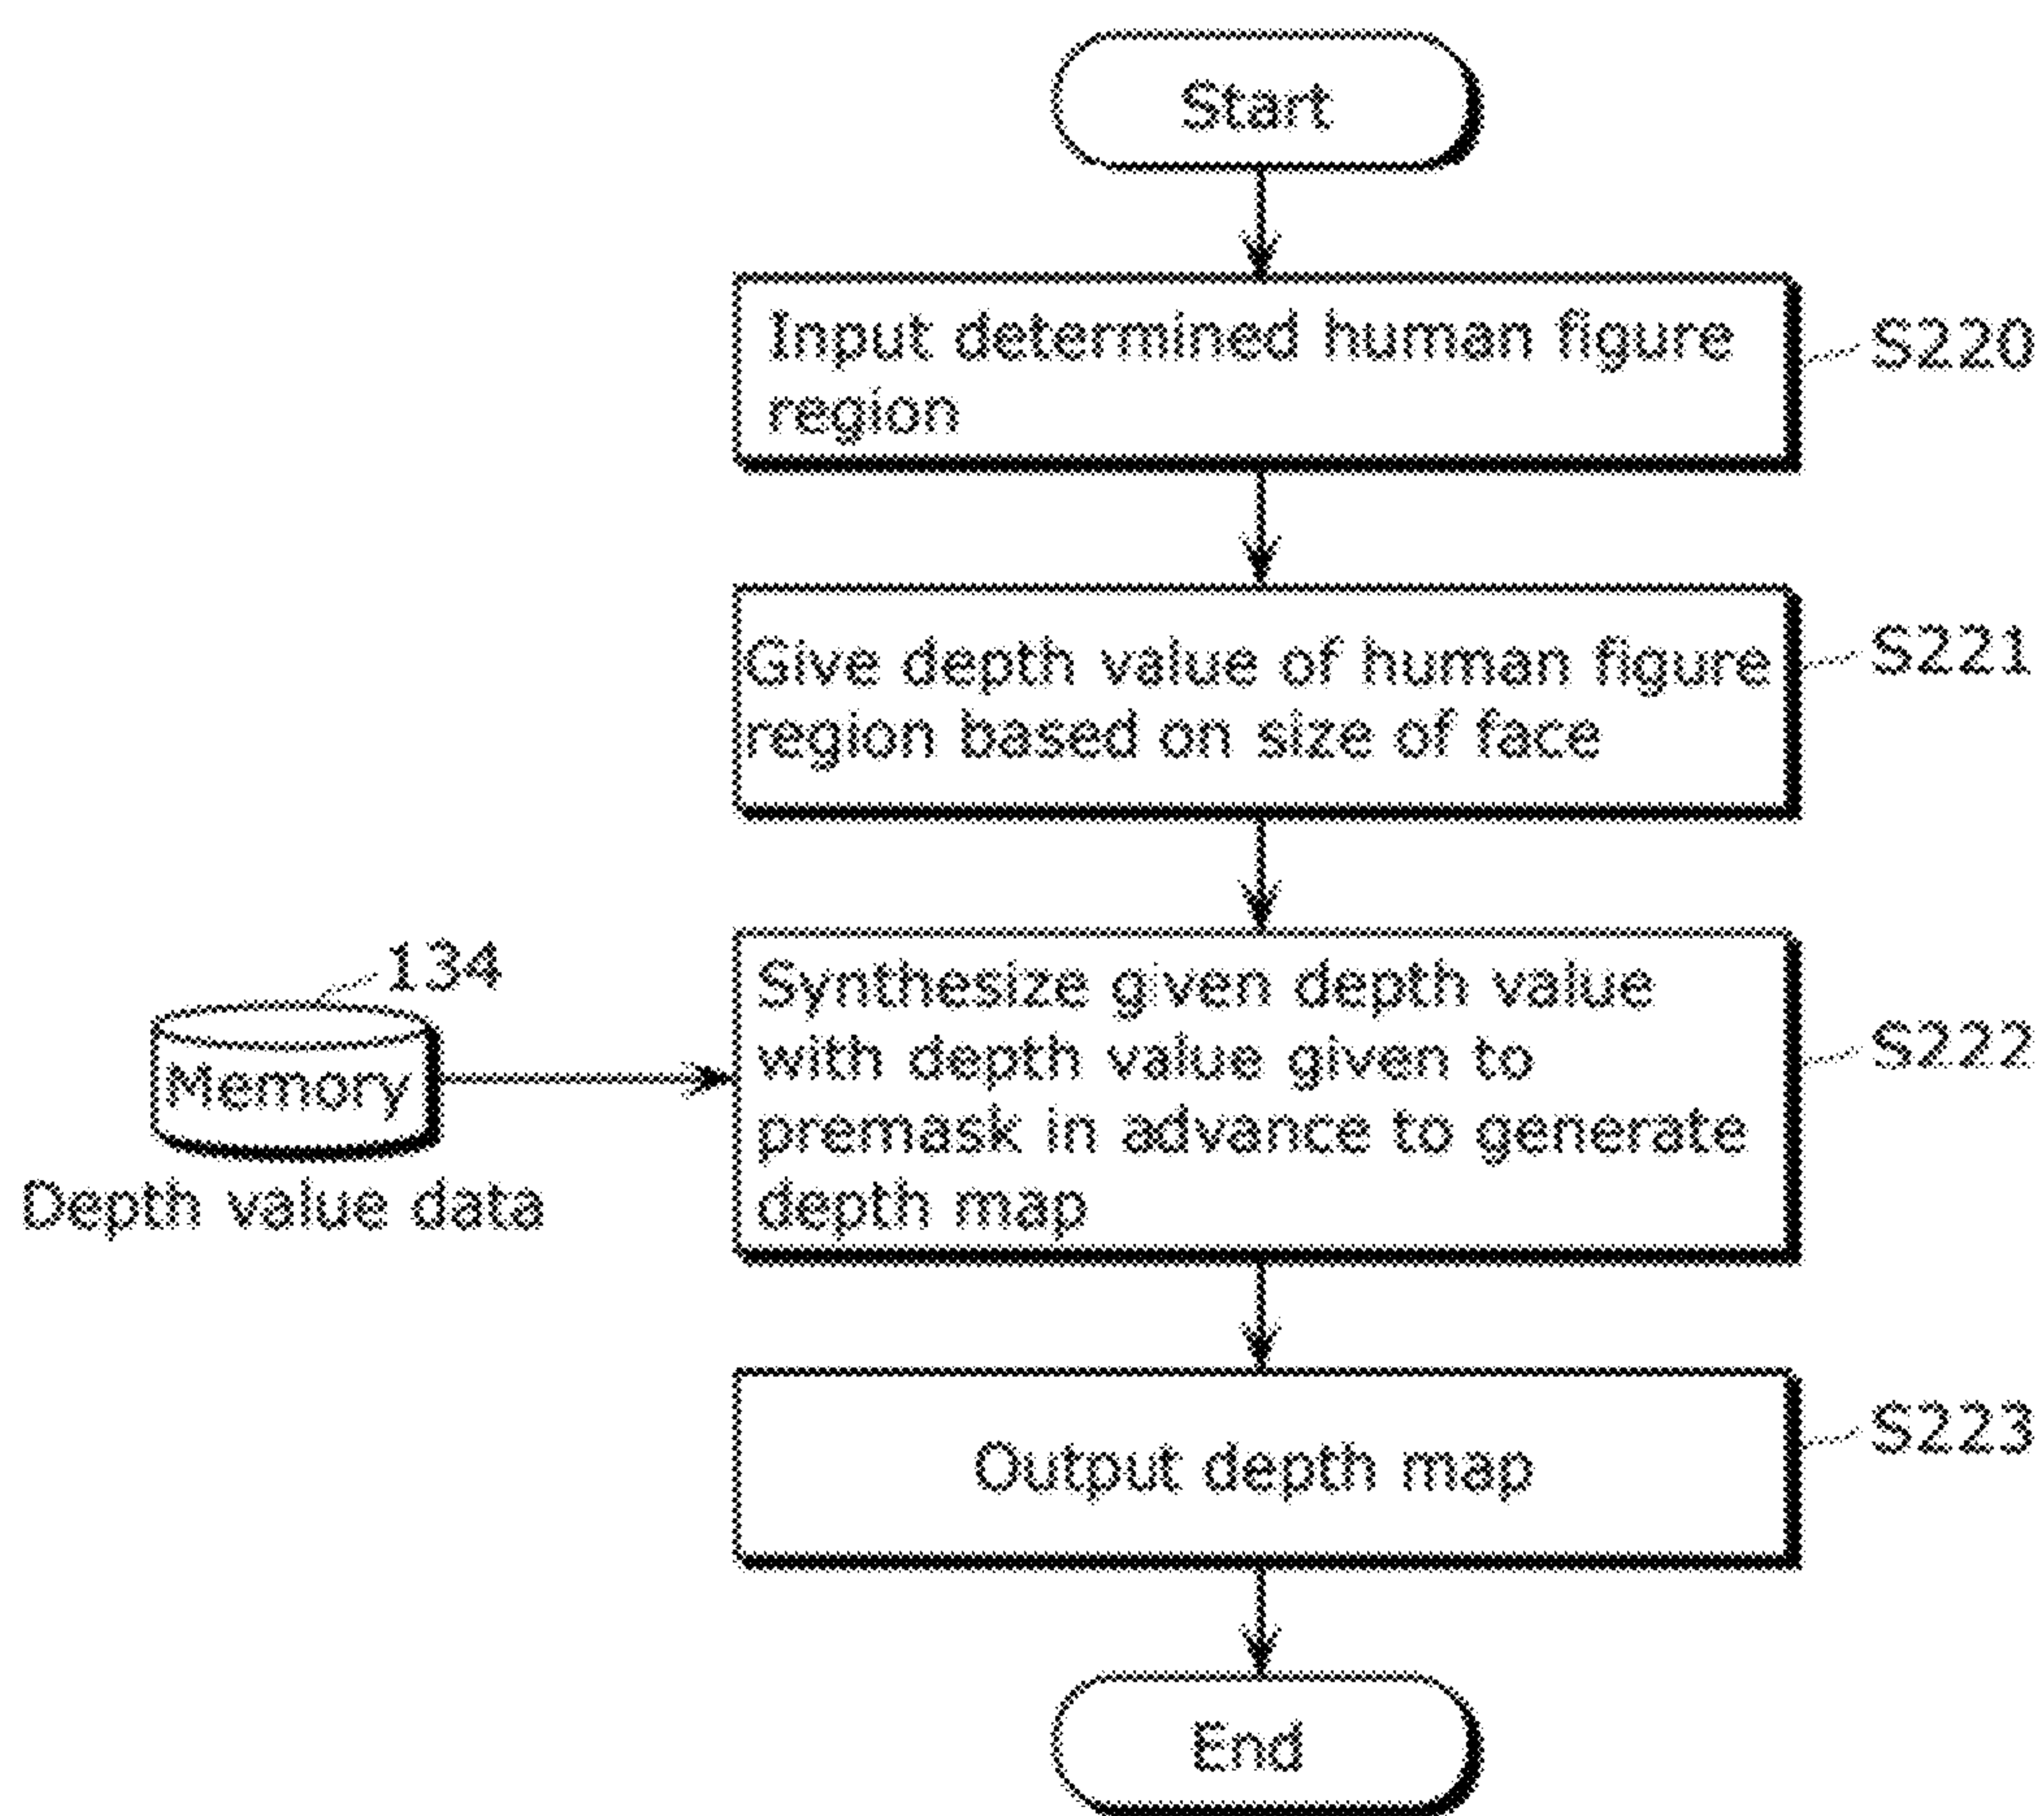 Start
Input determined human figure
region
S220
Give depth value of human figure
region based on size of face
S221
134
Memory
Depth value data
Synthesize given depth value
with depth value given to
premask in advance to generate
depth map
S222
Output depth map
S223
End